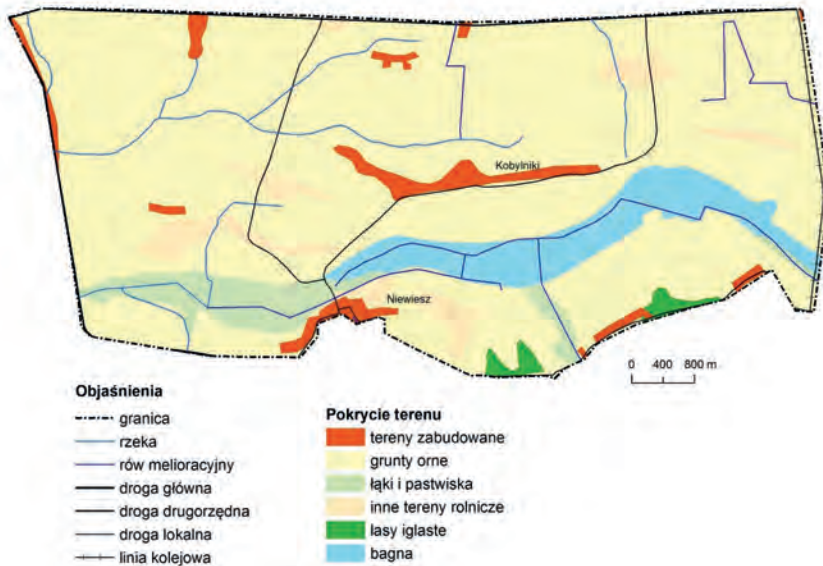 Kobylniki
Niewiesz
0 400 800 m
Objaśnienia
granica
rzeka
rów melioracyjny
droga główna
droga drugorzędna
droga lokalna
linia kolejowa
Pokrycie terenu
tereny zabudowane
grunty orne
łąki i pastwiska
inne tereny rolnicze
lasy iglaste
bagna